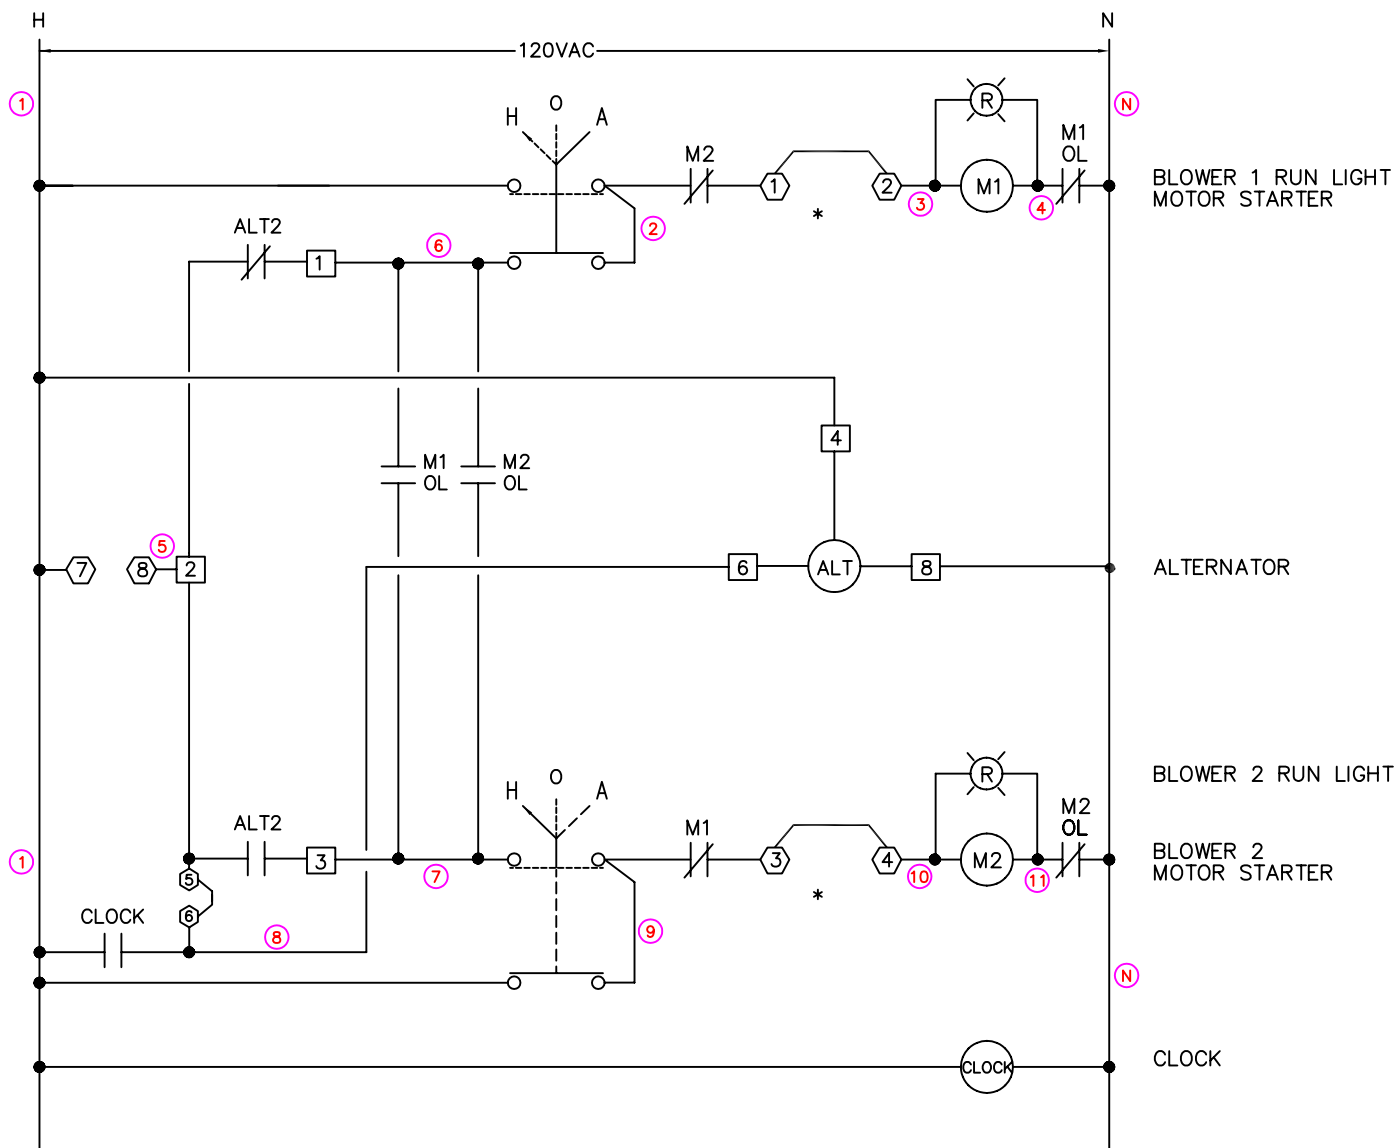 H
N
120VAC
1
N
H
O
A
R
M2
M1
OL
1
2
M1
BLOWER 1 RUN LIGHT
MOTOR STARTER
*
3
4
2
ALT2
6
1
4
M1
OL
M2
OL
5
7
8
2
6
ALT
8
ALTERNATOR
H
O
A
R
BLOWER 2 RUN LIGHT
ALT2
M1
M2
OL
1
3
7
3
4
M2
BLOWER 2
MOTOR STARTER
10
11
*
5
6
CLOCK
8
9
N
CLOCK
CLOCK